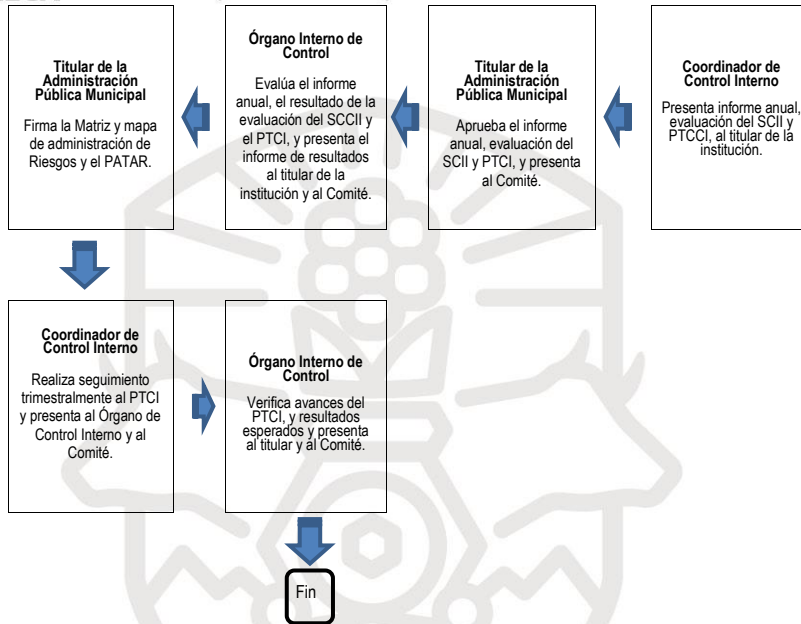 Titular de la
Administración
Pública Municipal
Firma la Matriz y mapa
de administración de
Riesgos y el PATAR.
Órgano Interno de
Control
Evalúa el informe
anual, el resultado de la
evaluación del SCCII y
el PTCI, y presenta el
informe de resultados
al titular de la
institución y al Comité.
Titular de la
Administración
Pública Municipal
Aprueba el informe
anual, evaluación del
SCII y PTCI, y presenta
al Comité.
Coordinador de
Control Interno
Presenta informe anual,
evaluación del SCII y
PTCCI, al titular de la
institución.
Coordinador de
Control Interno
Realiza seguimiento
trimestralmente al PTCI
y presenta al Órgano de
Control Interno y al
Comité.
Órgano Interno de
Control
Verifica avances del
PTCI, y resultados
esperados y presenta
al titular y al Comité.
Fin